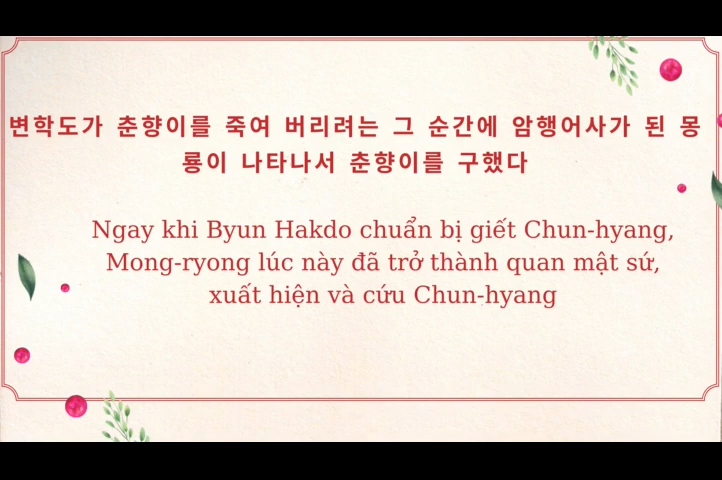 변학도가 춘향이를 죽여 버리려는 그 순간에 암행어사가 된 몽
룡이 나타나서 춘향이를 구했다
Ngay khi Byun Hakdo chuẩn bị giết Chun-hyang,
Mong-ryong lúc này đã trở thành quan mật sứ,
xuất hiện và cứu Chun-hyang